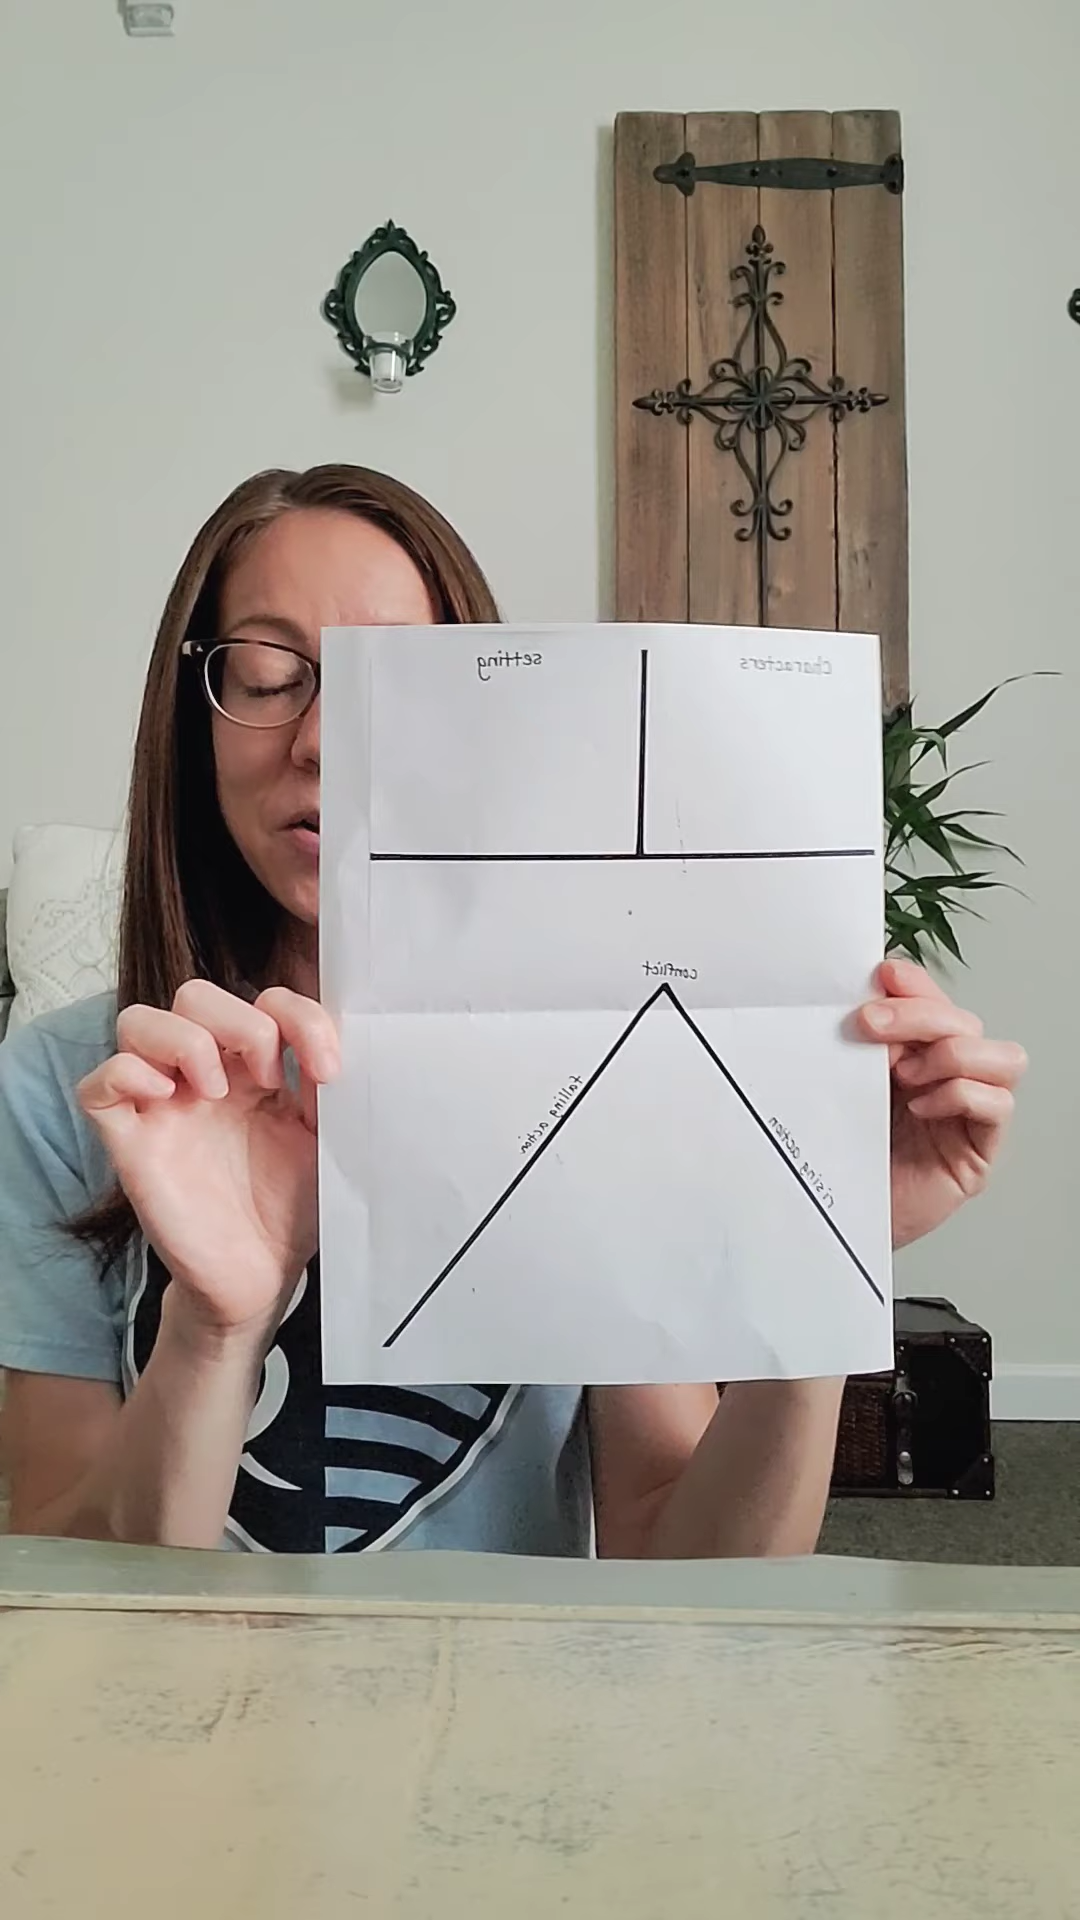 Characters
setting
conflict
rising action
falling action